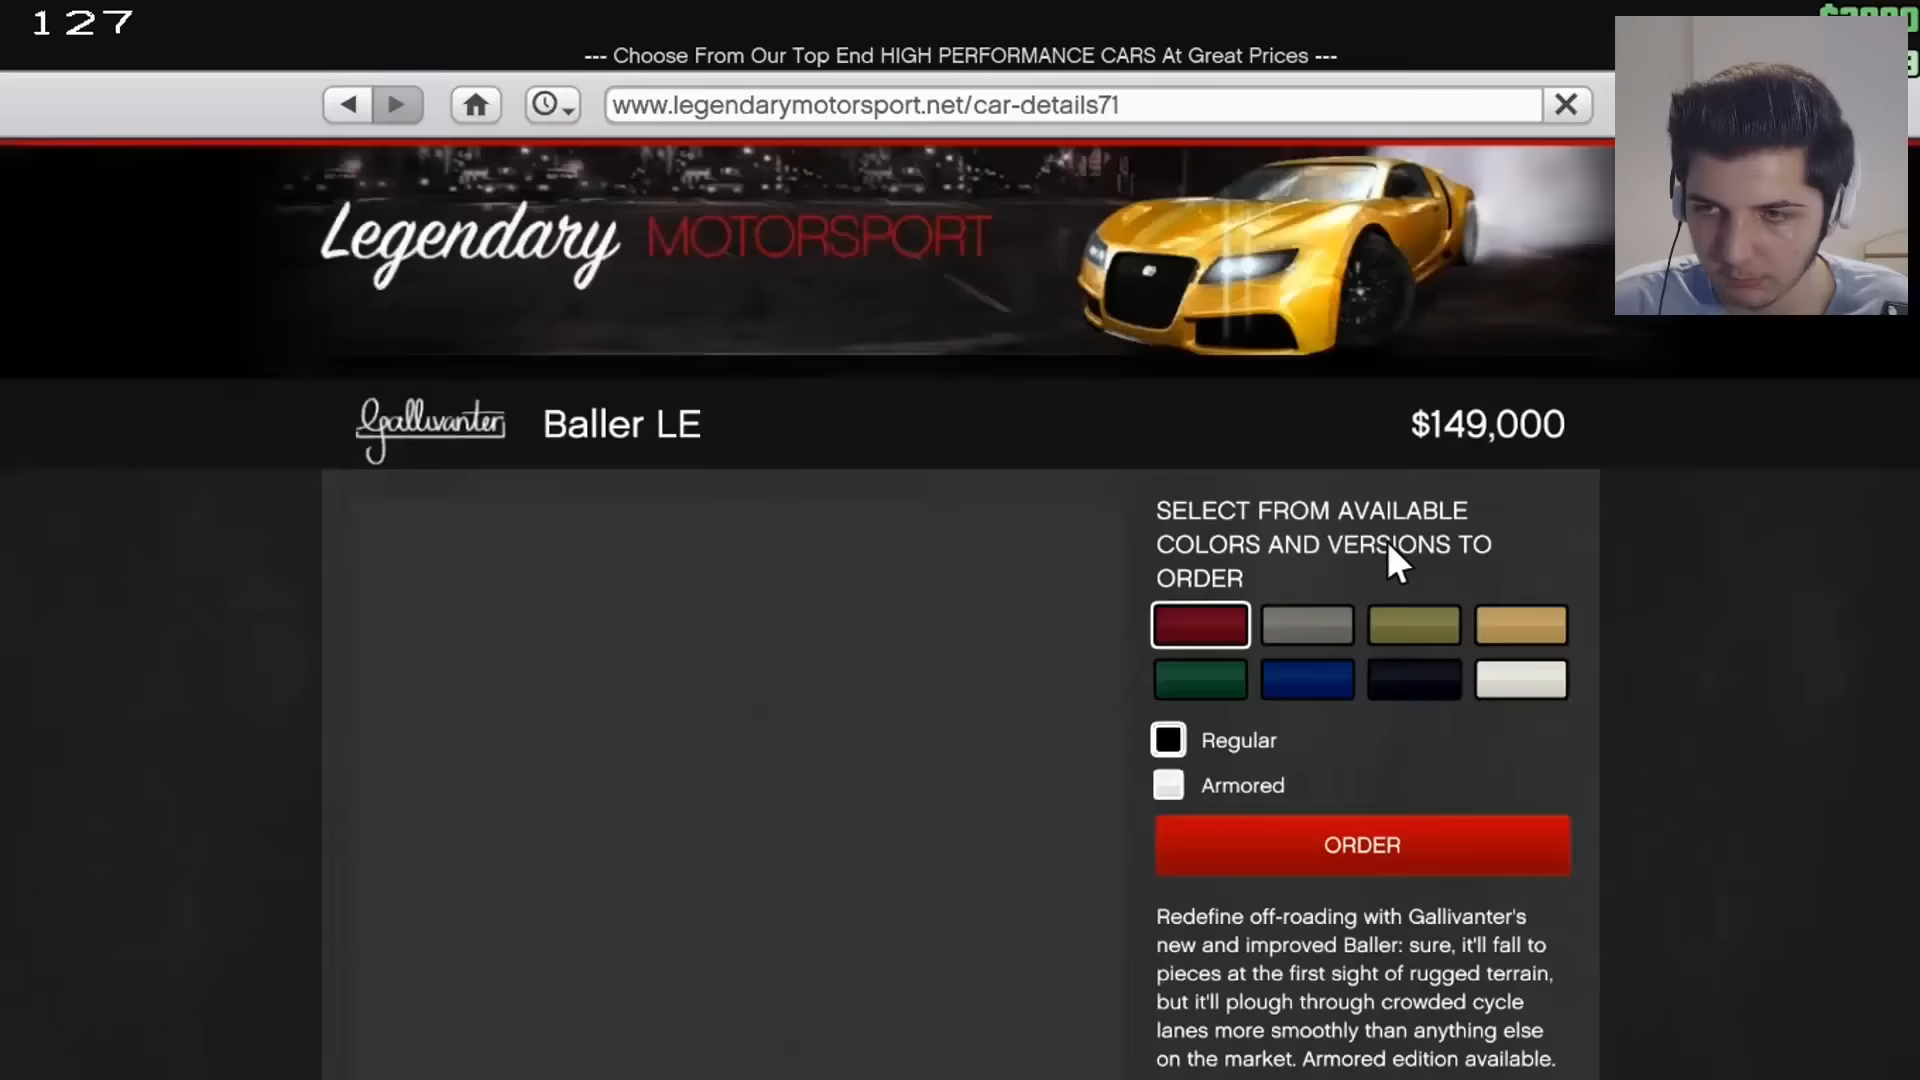 127
--- Choose From Our Top End HIGH PERFORMANCE CARS At Great Prices ---
www.legendarymotorsport.net/car-details71
Legendary MOTORSPORT
Gallivanter Baller LE $149,000
SELECT FROM AVAILABLE
COLORS AND VERSIONS TO
ORDER
Regular
Armored
ORDER
Redefine off-roading with Gallivanter's
new and improved Baller: sure, it'll fall to
pieces at the first sight of rugged terrain,
but it'll plough through crowded cycle
lanes more smoothly than anything else
on the market. Armored edition available.